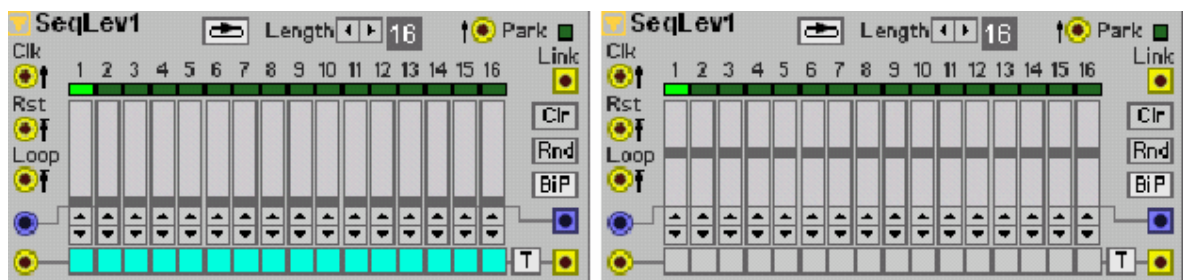 SeqLev1 Length 16 Park
Clk Link
1 2 3 4 5 6 7 8 9 10 11 12 13 14 15 16
Rst Clr
Loop Rnd
BiP
T
SeqLev1 Length 16 Park
Clk Link
1 2 3 4 5 6 7 8 9 10 11 12 13 14 15 16
Rst Clr
Loop Rnd
BiP
T